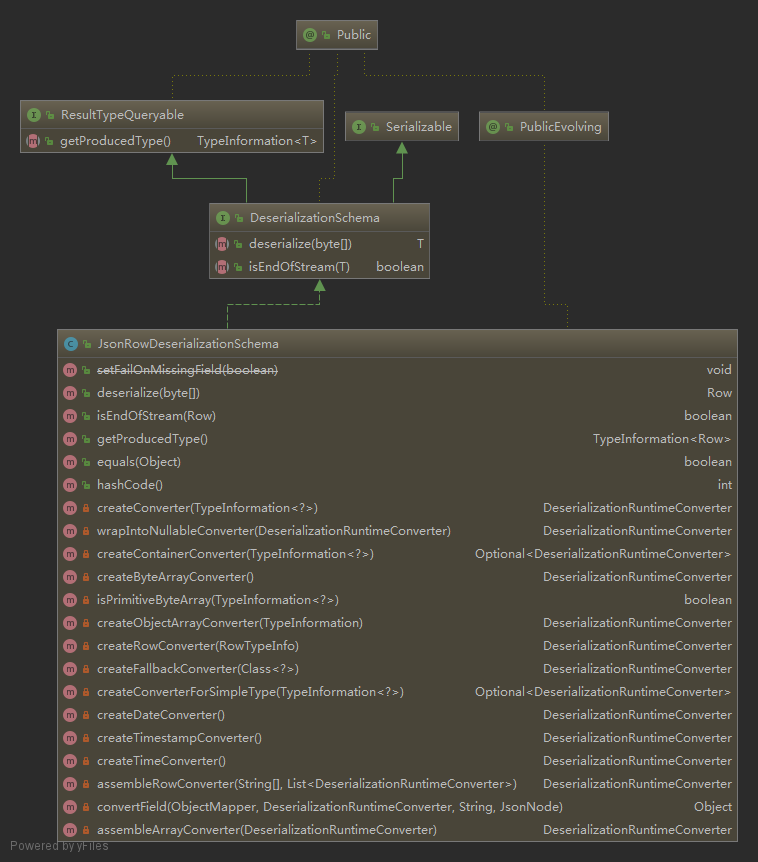 Public
ResultTypeQueryable
getProducedType() TypeInformation<T>
Serializable
PublicEvolving
DeserializationSchema
deserialize(byte[]) T
isEndOfStream(T) boolean
JsonRowDeserializationSchema
setFailOnMissingField(boolean) void
deserialize(byte[]) Row
isEndOfStream(Row) boolean
getProducedType() TypeInformation<Row>
equals(Object) boolean
hashCode() int
createConverter(TypeInformation<?>) DeserializationRuntimeConverter
wrapIntoNullableConverter(DeserializationRuntimeConverter) DeserializationRuntimeConverter
createContainerConverter(TypeInformation<?>) Optional<DeserializationRuntimeConverter>
createByteArrayConverter() DeserializationRuntimeConverter
isPrimitiveByteArray(TypeInformation<?>) boolean
createObjectArrayConverter(TypeInformation) DeserializationRuntimeConverter
createRowConverter(RowTypeInfo) DeserializationRuntimeConverter
createFallbackConverter(Class<?>) DeserializationRuntimeConverter
createConverterForSimpleType(TypeInformation<?>) Optional<DeserializationRuntimeConverter>
createDateConverter() DeserializationRuntimeConverter
createTimestampConverter() DeserializationRuntimeConverter
createTimeConverter() DeserializationRuntimeConverter
assembleRowConverter(String[], List<DeserializationRuntimeConverter>) DeserializationRuntimeConverter
convertField(ObjectMapper, DeserializationRuntimeConverter, String, JsonNode) Object
assembleArrayConverter(DeserializationRuntimeConverter) DeserializationRuntimeConverter
Powered by yFiles